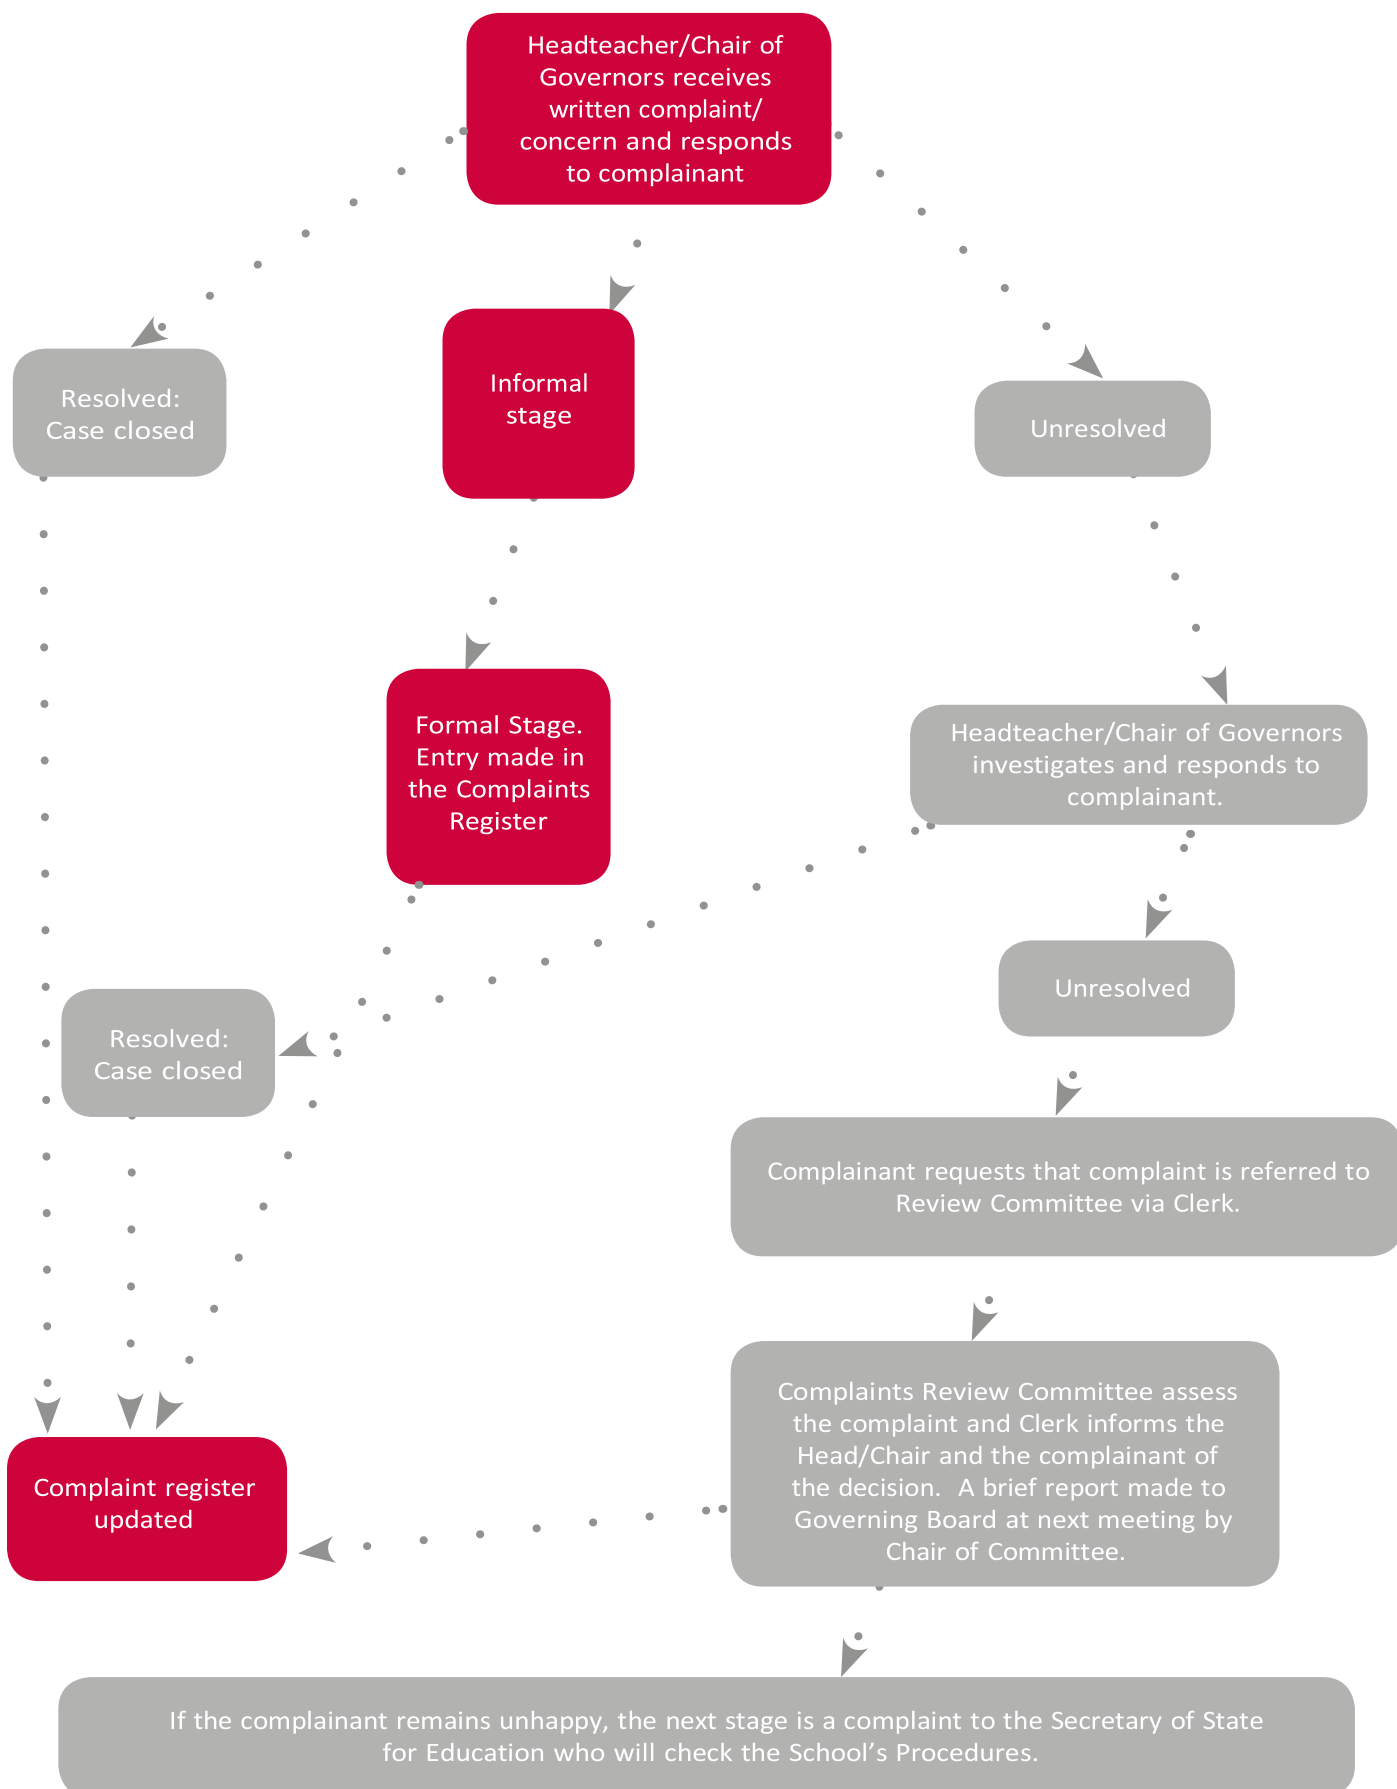 Headteacher/Chair of
Governors receives
written complaint/
concern and responds
to complainant
Resolved:
Case closed
Informal
stage
Unresolved
Formal Stage.
Entry made in
the Complaints
Register
Headteacher/Chair of Governors
investigates and responds to
complainant.
Unresolved
Resolved:
Case closed
Complainant requests that complaint is referred to
Review Committee via Clerk.
Complaints Review Committee assess
the complaint and Clerk informs the
Head/Chair and the complainant of
the decision.  A brief report made to
Governing Board at next meeting by
Chair of Committee.
Complaint register
updated
If the complainant remains unhappy, the next stage is a complaint to the Secretary of State
for Education who will check the School’s Procedures.